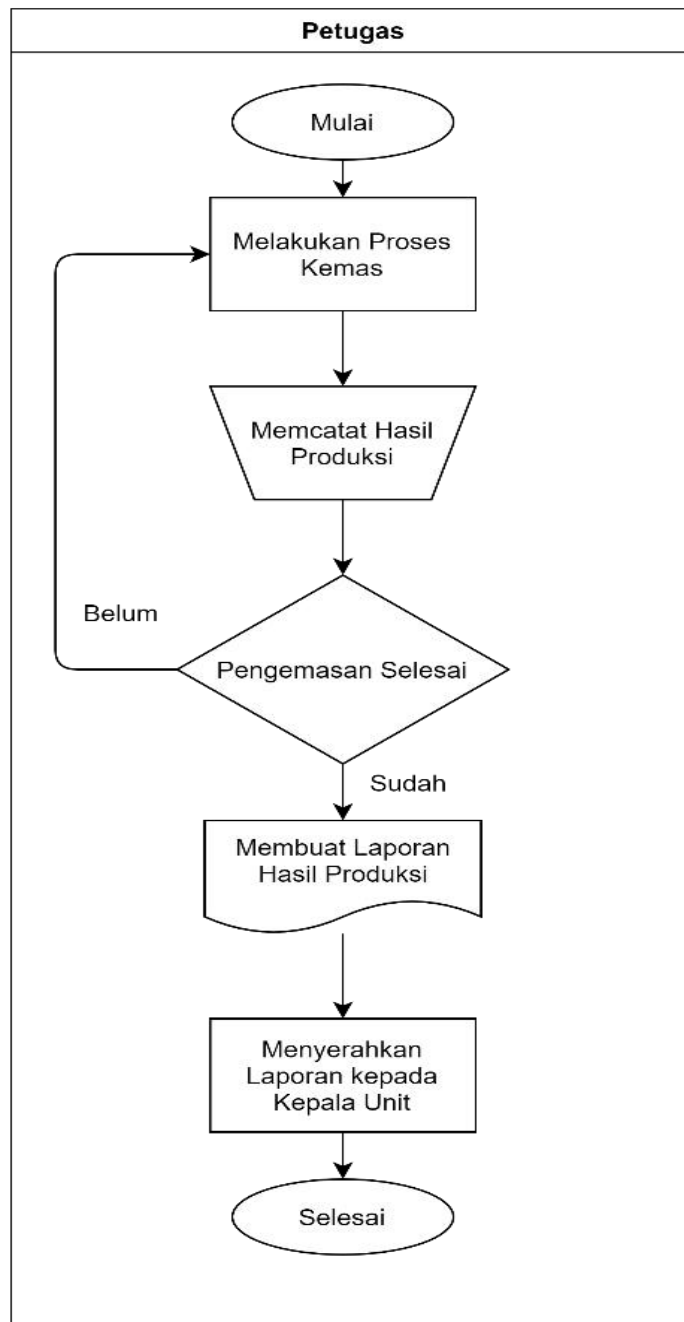 Petugas
Mulai
Melakukan Proses
Kemas
Memcatat Hasil
Produksi
Belum
Pengemasan Selesai
Sudah
Membuat Laporan
Hasil Produksi
Menyerahkan
Laporan kepada
Kepala Unit
Selesai